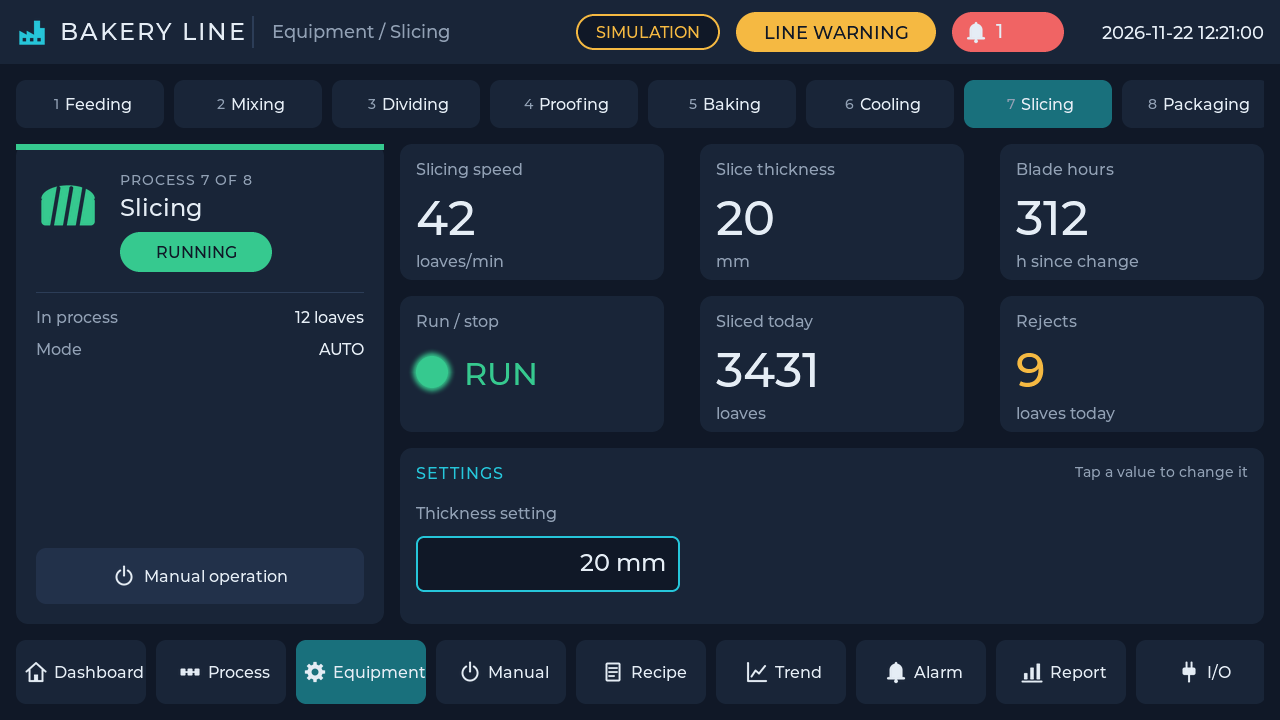 BAKERY LINE
Equipment / Slicing
SIMULATION
LINE WARNING
1
2026-11-22 12:21:00
1 Feeding
2 Mixing
3 Dividing
4 Proofing
5 Baking
6 Cooling
7 Slicing
8 Packaging
PROCESS 7 OF 8
Slicing
RUNNING
In process 12 loaves
Mode AUTO
Manual operation
Slicing speed
42
loaves/min
Slice thickness
20
mm
Blade hours
312
h since change
Run / stop
RUN
Sliced today
3431
loaves
Rejects
9
loaves today
SETTINGS
Tap a value to change it
Thickness setting
20 mm
Dashboard
Process
Equipment
Manual
Recipe
Trend
Alarm
Report
I/O